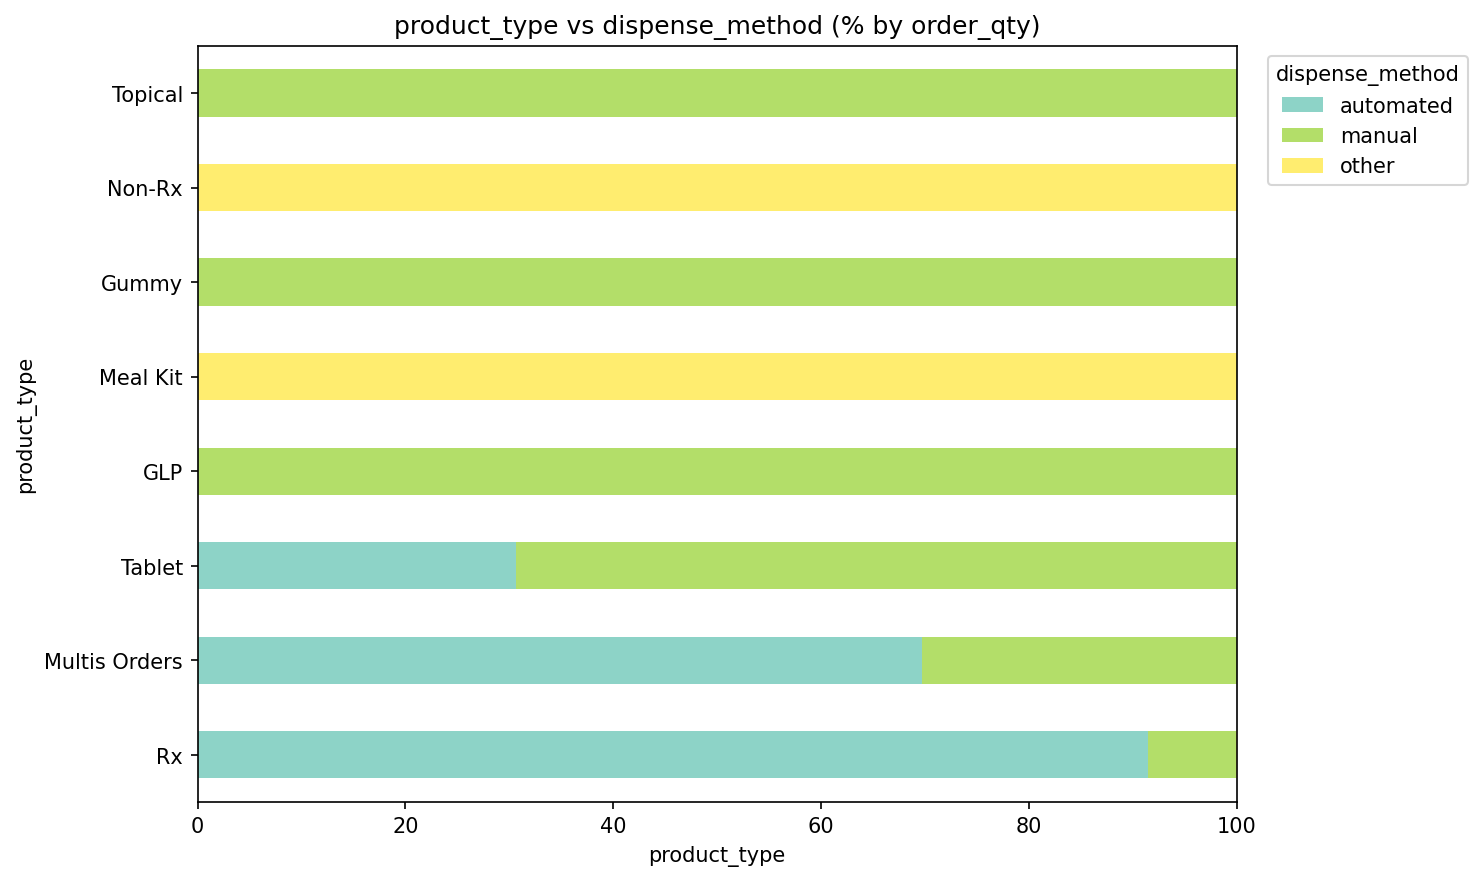 product_type vs dispense_method (% by order_qty)
dispense_method
automated
manual
other
product_type
Topical
Non-Rx
Gummy
Meal Kit
GLP
Tablet
Multis Orders
Rx
0 20 40 60 80 100
product_type